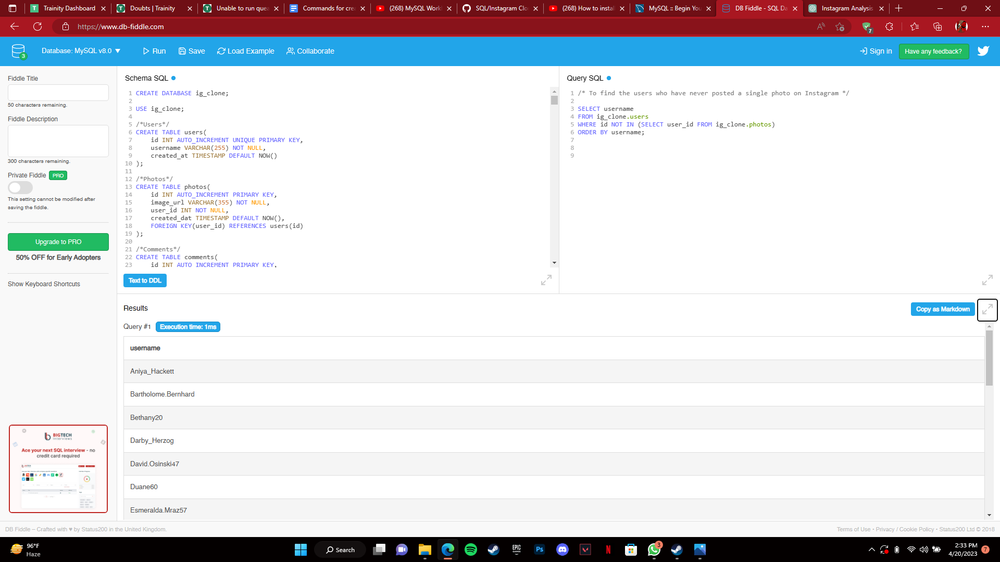 Trainity Dashboard
Doubts | Trainity
Unable to run que
Commands for crea
(268) MySQL Work
SQL/Instagram Clo
(268) How to install
MySQL :: Begin You
DB Fiddle - SQL Da
Instagram Analysis
https://www.db-fiddle.com
7
3
Database: MySQL v8.0 ▼
Run
Save
Load Example
Collaborate
Sign in
Have any feedback?
Fiddle Title
50 characters remaining.
Fiddle Description
300 characters remaining.
Private Fiddle PRO
This setting cannot be modified after
saving the fiddle.
Upgrade to PRO
50% OFF for Early Adopters
Show Keyboard Shortcuts
BIGTECH
interviews
Ace your next SQL interview - no
credit card required
Schema SQL
1 CREATE DATABASE ig_clone;
2
3 USE ig_clone;
4
5 /*Users*/
6 CREATE TABLE users(
7 id INT AUTO_INCREMENT UNIQUE PRIMARY KEY,
8 username VARCHAR(255) NOT NULL,
9 created_at TIMESTAMP DEFAULT NOW()
10 );
11
12 /*Photos*/
13 CREATE TABLE photos(
14 id INT AUTO_INCREMENT PRIMARY KEY,
15 image_url VARCHAR(355) NOT NULL,
16 user_id INT NOT NULL,
17 created_dat TIMESTAMP DEFAULT NOW(),
18 FOREIGN KEY(user_id) REFERENCES users(id)
19 );
20
21 /*Comments*/
22 CREATE TABLE comments(
23 id INT AUTO_INCREMENT PRIMARY KEY,
Text to DDL
Query SQL
1 /* To find the users who have never posted a single photo on Instagram */
2
3 SELECT username
4 FROM ig_clone.users
5 WHERE id NOT IN (SELECT user_id FROM ig_clone.photos)
6 ORDER BY username;
7
8
9
Results
Copy as Markdown
Query #1 Execution time: 1ms
username
Aniya_Hackett
Bartholome.Bernhard
Bethany20
Darby_Herzog
David.Osinski47
Duane60
Esmeralda.Mraz57
DB Fiddle – Crafted with ♥ by Status200 in the United Kingdom.
Terms of Use • Privacy / Cookie Policy • Status200 Ltd © 2018
96°F
Haze
Search
EPIC
GAMES
Ps
3
2:33 PM
4/20/2023
7